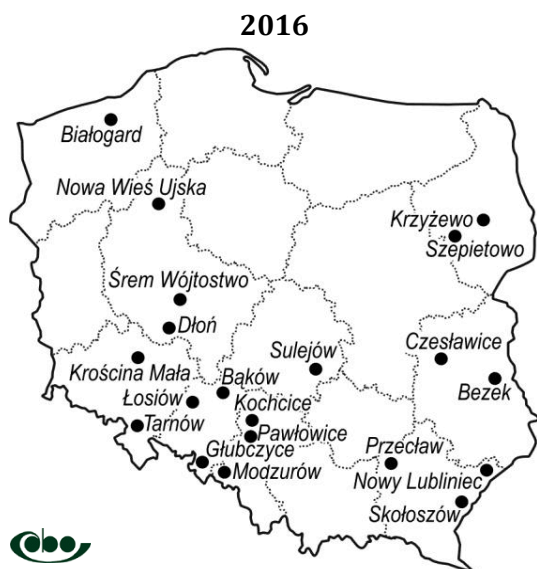 2016
Białogard
Nowa Wieś Ujska
Krzyżewo
Szepietowo
Śrem Wójtostwo
Dłoń
Sulejów
Czesławice
Krościna Mała
Bąków
Bezek
Łosiów
Kochcice
Tarnów
Pawłowice
Przecław
Głubczyce
Nowy Lubliniec
Modzurów
Skołoszów
cobo